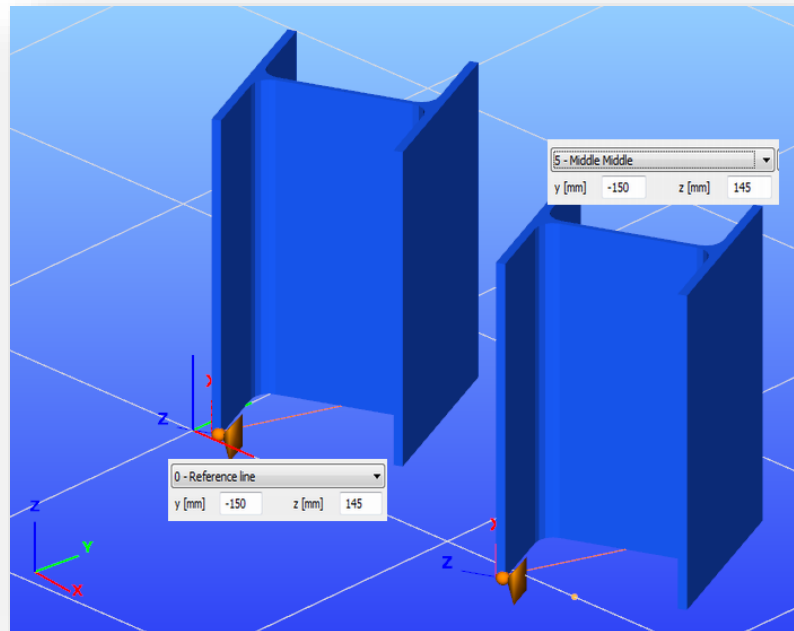 5 - Middle Middle
y [mm] -150 z [mm] 145
X
Z
0 - Reference line
y [mm] -150 z [mm] 145
Z
Y
X
X
Z